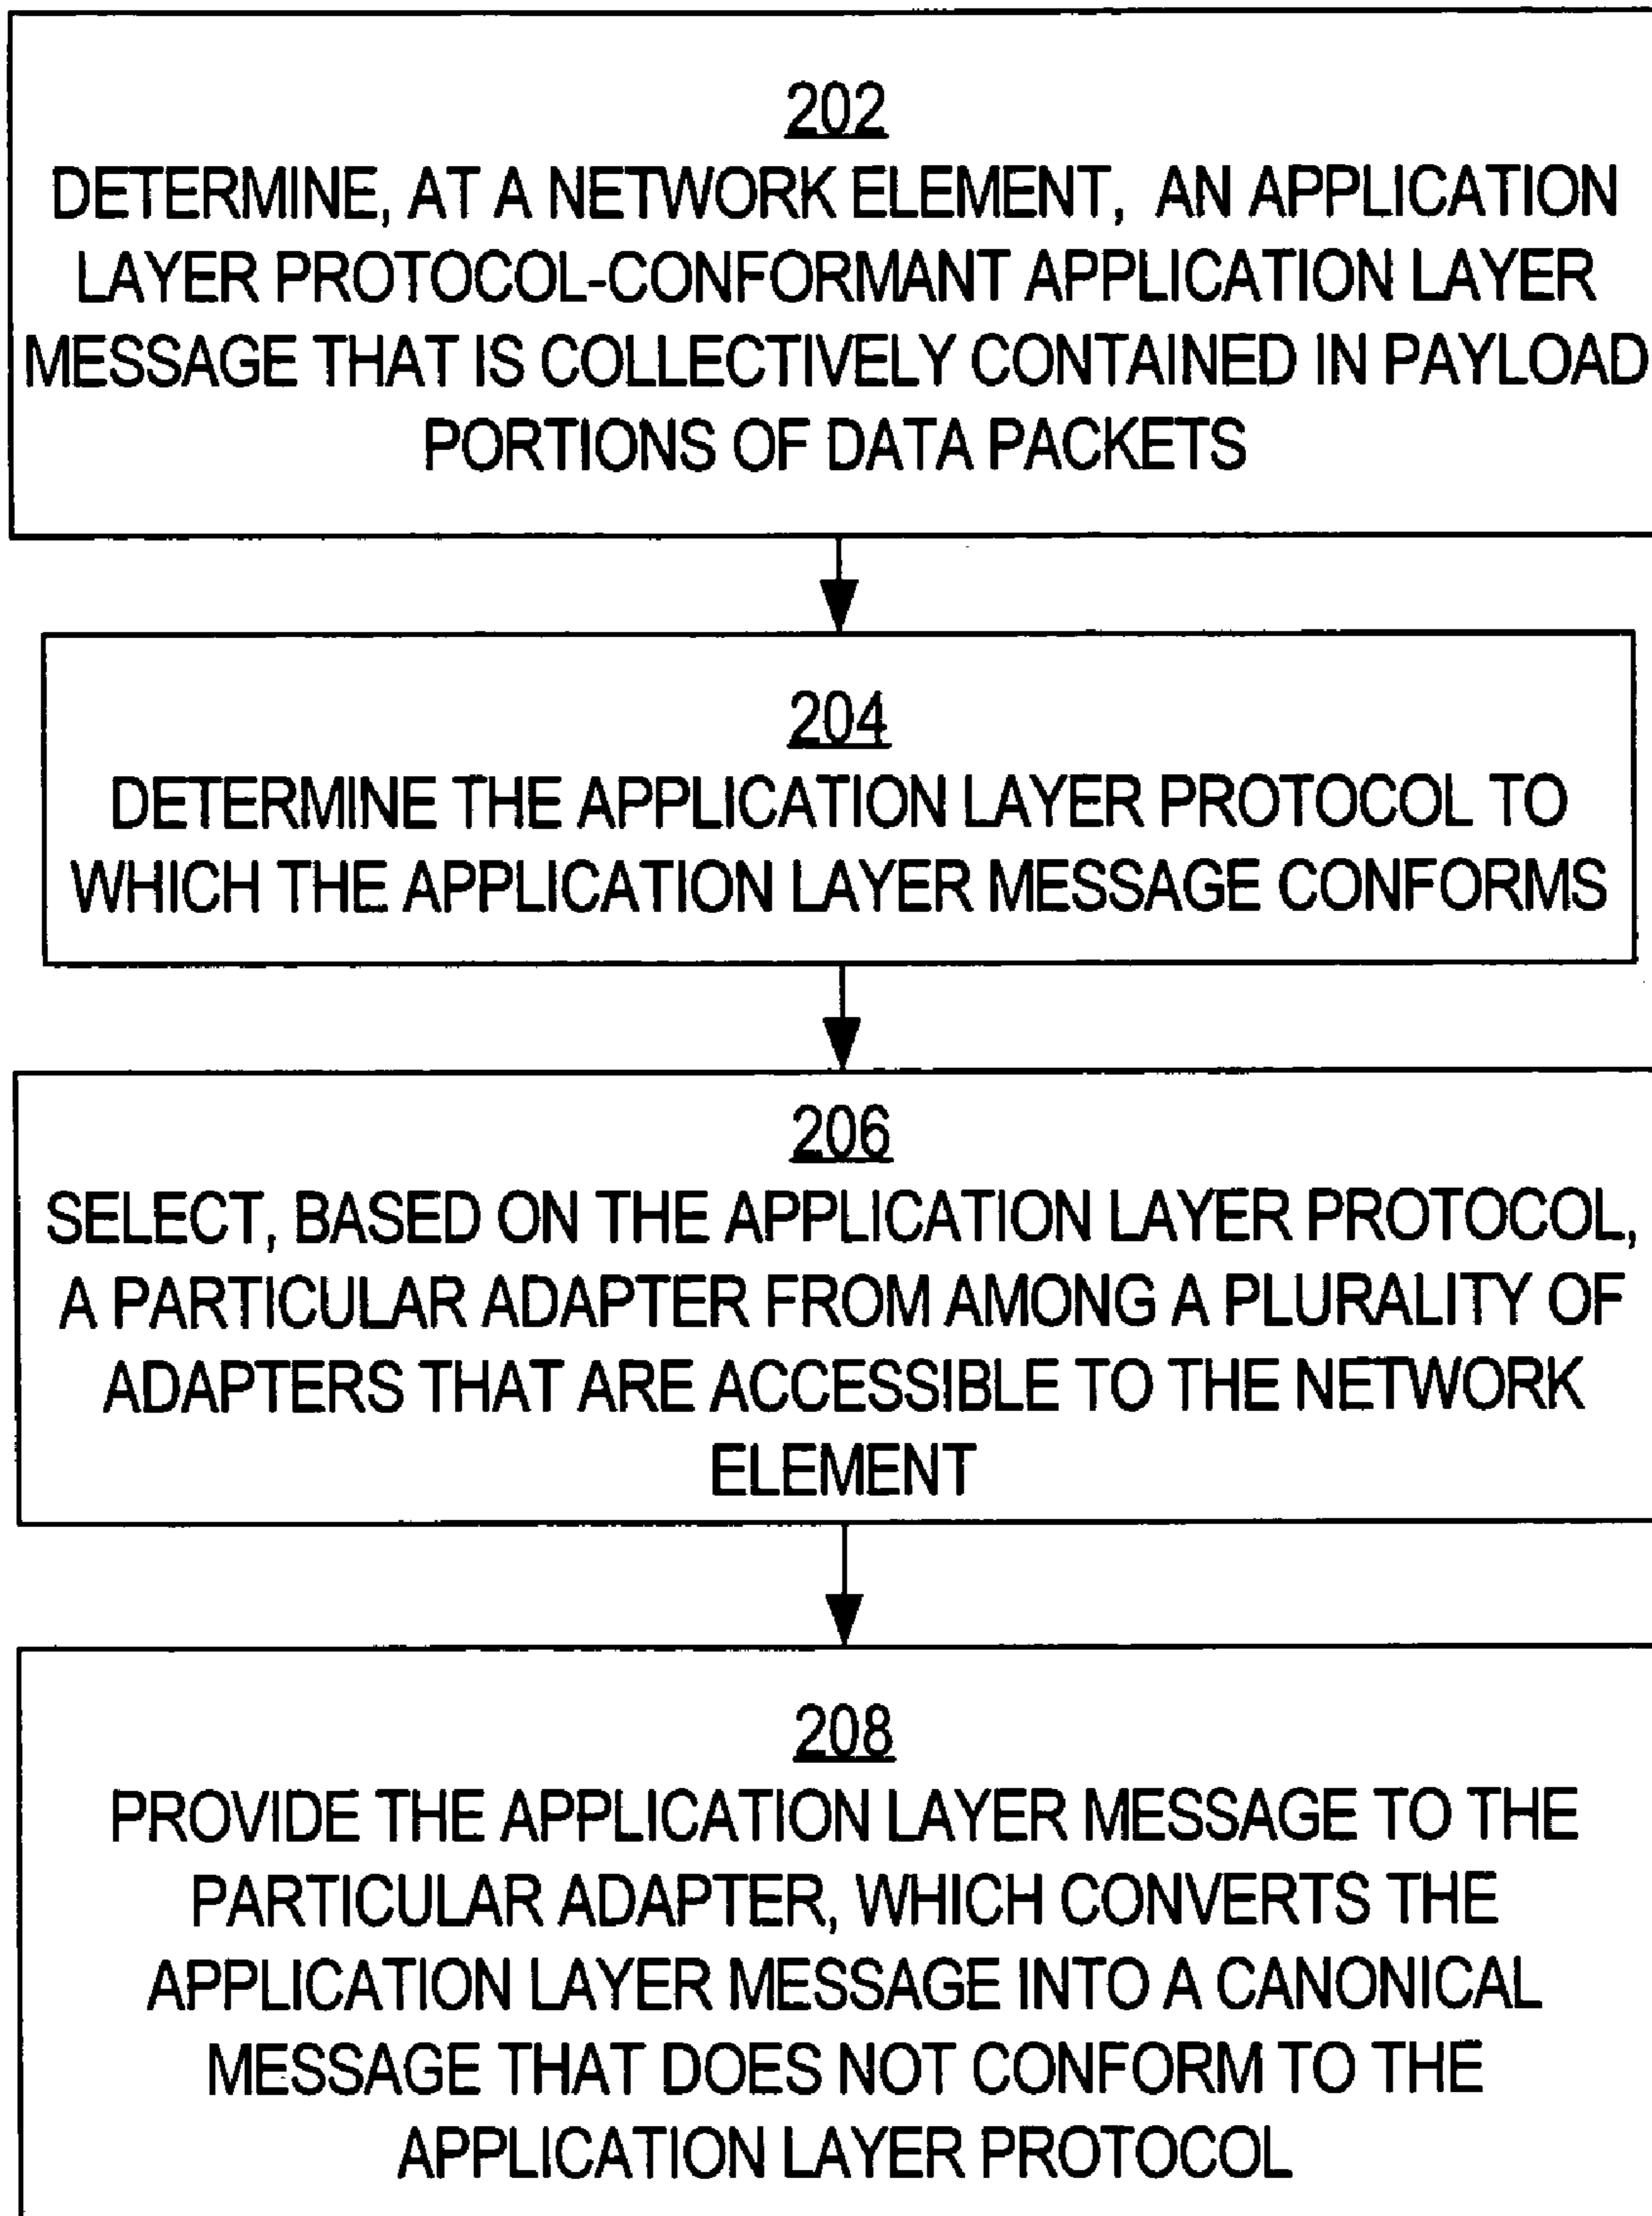 202
DETERMINE, AT A NETWORK ELEMENT, AN APPLICATION
LAYER PROTOCOL-CONFORMANT APPLICATION LAYER
MESSAGE THAT IS COLLECTIVELY CONTAINED IN PAYLOAD
PORTIONS OF DATA PACKETS
204
DETERMINE THE APPLICATION LAYER PROTOCOL TO
WHICH THE APPLICATION LAYER MESSAGE CONFORMS
206
SELECT, BASED ON THE APPLICATION LAYER PROTOCOL,
A PARTICULAR ADAPTER FROM AMONG A PLURALITY OF
ADAPTERS THAT ARE ACCESSIBLE TO THE NETWORK
ELEMENT
208
PROVIDE THE APPLICATION LAYER MESSAGE TO THE
PARTICULAR ADAPTER, WHICH CONVERTS THE
APPLICATION LAYER MESSAGE INTO A CANONICAL
MESSAGE THAT DOES NOT CONFORM TO THE
APPLICATION LAYER PROTOCOL